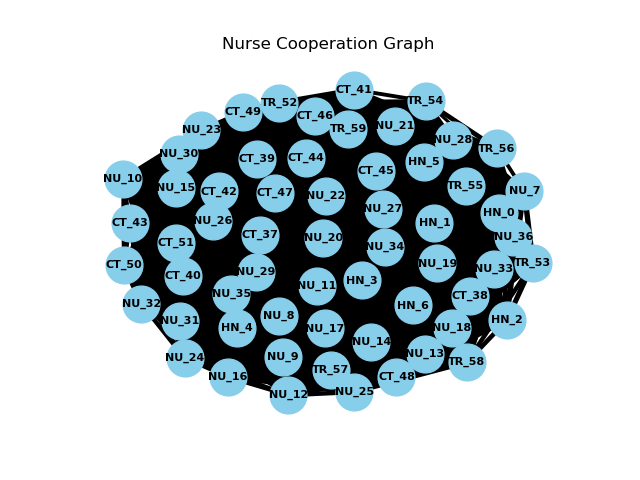 Nurse Cooperation Graph
CT_41
TR_54
TR_52
CT_49
CT_46
NU_21
TR_59
NU_23
NU_28
TR_56
NU_30
CT_39
CT_44
HN_5
CT_45
NU_10
NU_15
CT_42
CT_47
NU_22
TR_55
NU_7
NU_27
HN_0
CT_43
NU_26
HN_1
CT_37
NU_20
NU_36
CT_51
NU_34
CT_50
NU_19
TR_53
NU_33
CT_40
NU_29
HN_3
NU_11
NU_35
CT_38
NU_32
HN_6
NU_31
NU_8
HN_2
HN_4
NU_17
NU_18
NU_14
NU_24
NU_9
NU_13
TR_58
NU_16
TR_57
CT_48
NU_12
NU_25